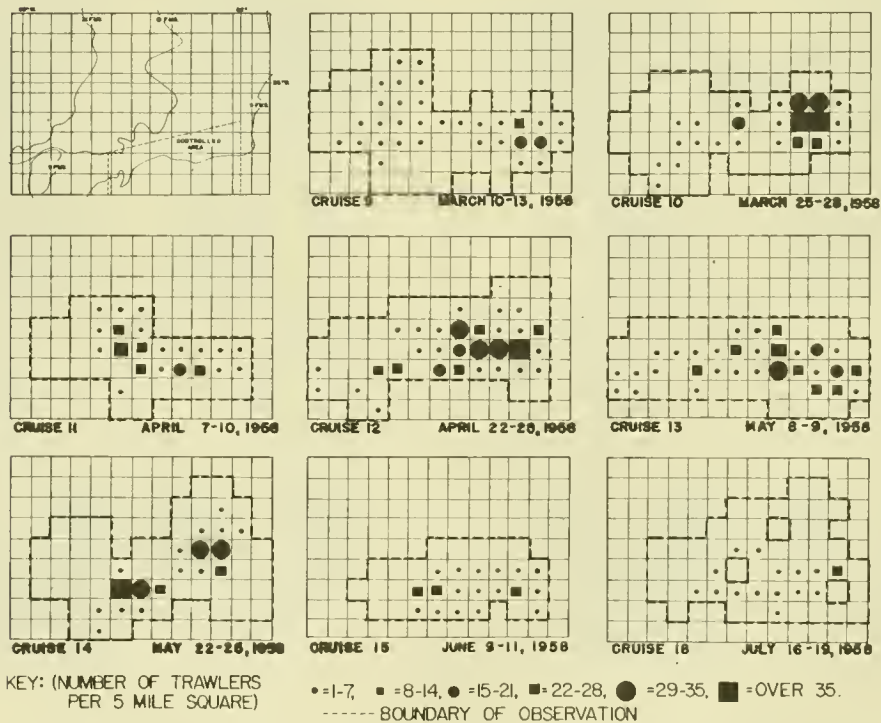 CONTROLLED
AREA
CRUISE 9 MARCH 10-13, 1958
CRUISE 10 MARCH 25-28, 1958
CRUISE 11 APRIL 7-10, 1958
CRUISE 12 APRIL 22-25, 1958
CRUISE 13 MAY 8-9, 1958
CRUISE 14 MAY 22-25, 1958
CRUISE 15 JUNE 9-11, 1958
CRUISE 18 JULY 16-19, 1958
KEY: (NUMBER OF TRAWLERS
PER 5 MILE SQUARE)
=1-7, =8-14, =15-21, =22-28, =29-35, =OVER 35.
BOUNDARY OF OBSERVATION